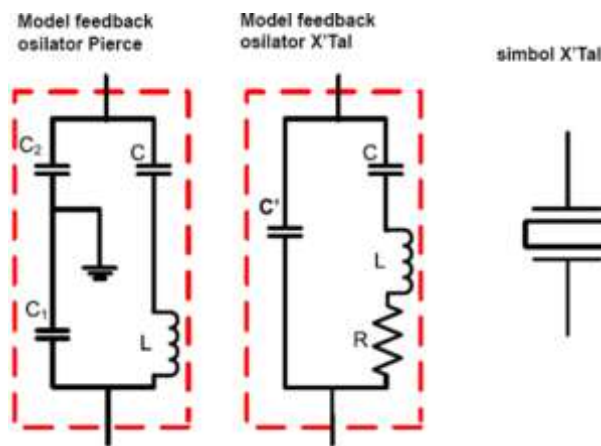 Model feedback
osilator Pierce
Model feedback
osilator X'Tal
simbol X'Tal
C₂
C
C₁
L
C'
C
L
R